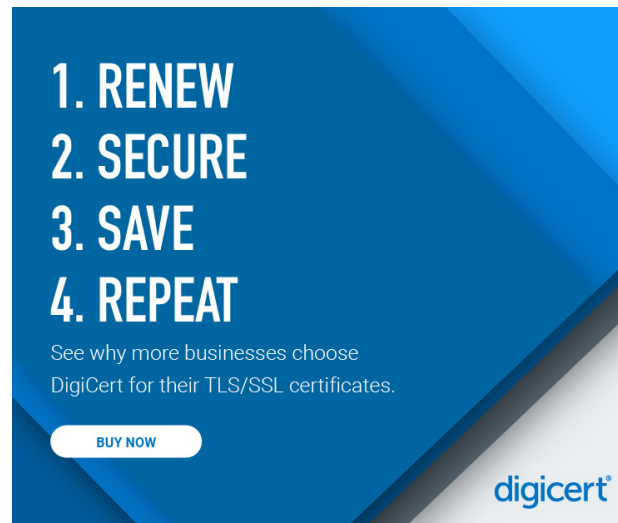 1. RENEW
2. SECURE
3. SAVE
4. REPEAT
See why more businesses choose
DigiCert for their TLS/SSL certificates.
BUY NOW
digicert®